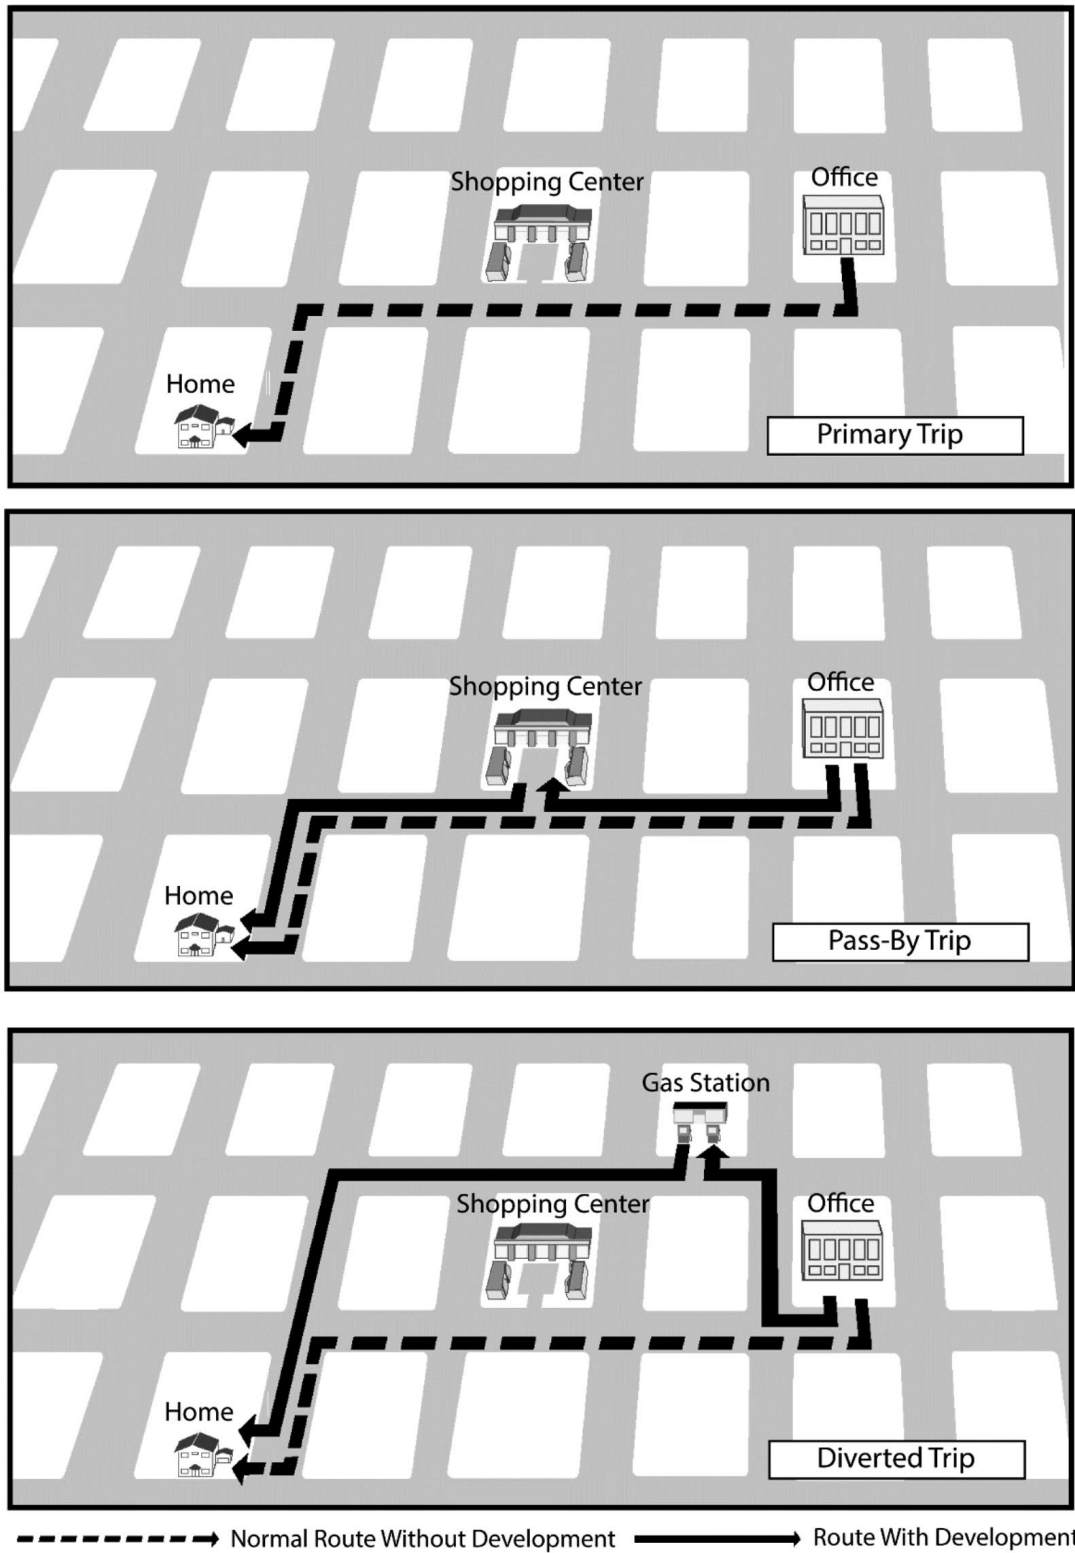 Shopping Center
Office
Home
Primary Trip
Shopping Center
Office
Home
Pass-By Trip
Gas Station
Shopping Center
Office
Home
Diverted Trip
Normal Route Without Development
Route With Development